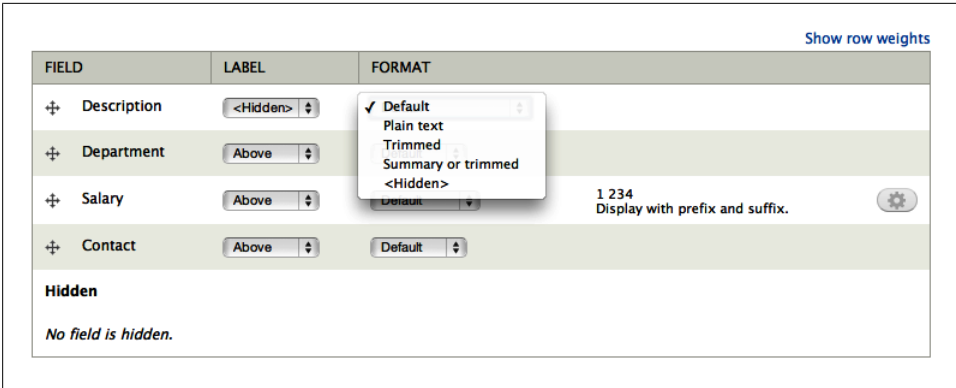 Show row weights
FIELD LABEL FORMAT
Description <Hidden> ✓ Default
Plain text
Trimmed
Summary or trimmed
<Hidden>
Department Above Default
Salary Above Default 1 234
Display with prefix and suffix.
Contact Above Default
Hidden
No field is hidden.